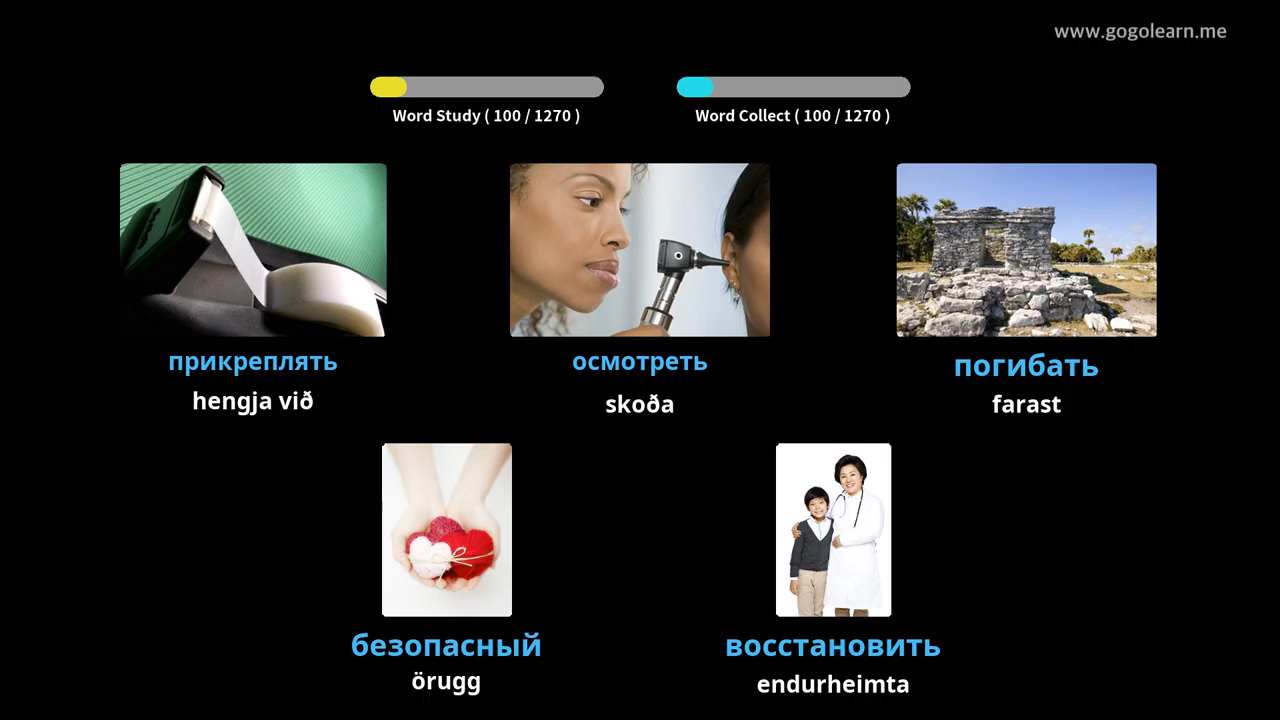 www.gogolearn.me
Word Study ( 100 / 1270 )
Word Collect ( 100 / 1270 )
прикреплять
hengja við
осмотреть
skoða
погибать
farast
безопасный
örugg
восстановить
endurheimta